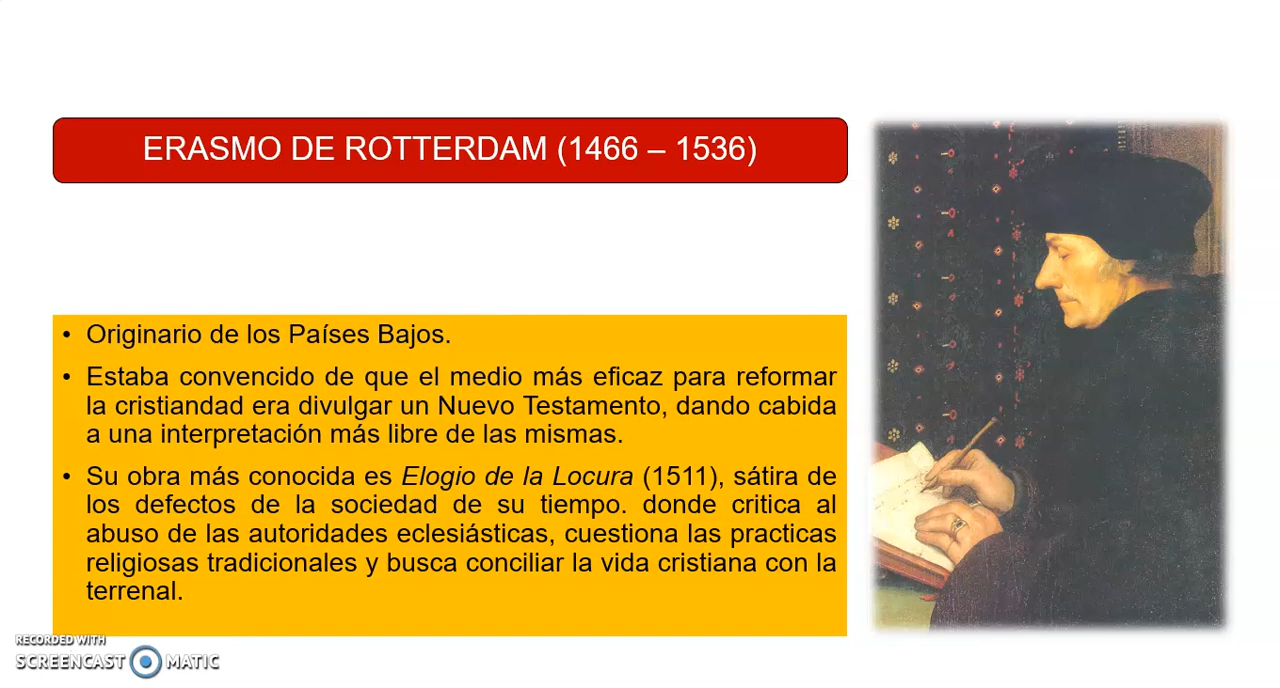 ERASMO DE ROTTERDAM (1466 – 1536)
• Originario de los Países Bajos.
• Estaba convencido de que el medio más eficaz para reformar
la cristiandad era divulgar un Nuevo Testamento, dando cabida
a una interpretación más libre de las mismas.
• Su obra más conocida es Elogio de la Locura (1511), sátira de
los defectos de la sociedad de su tiempo. donde critica al
abuso de las autoridades eclesiásticas, cuestiona las practicas
religiosas tradicionales y busca conciliar la vida cristiana con la
terrenal.
RECORDED WITH
SCREENCAST MATIC